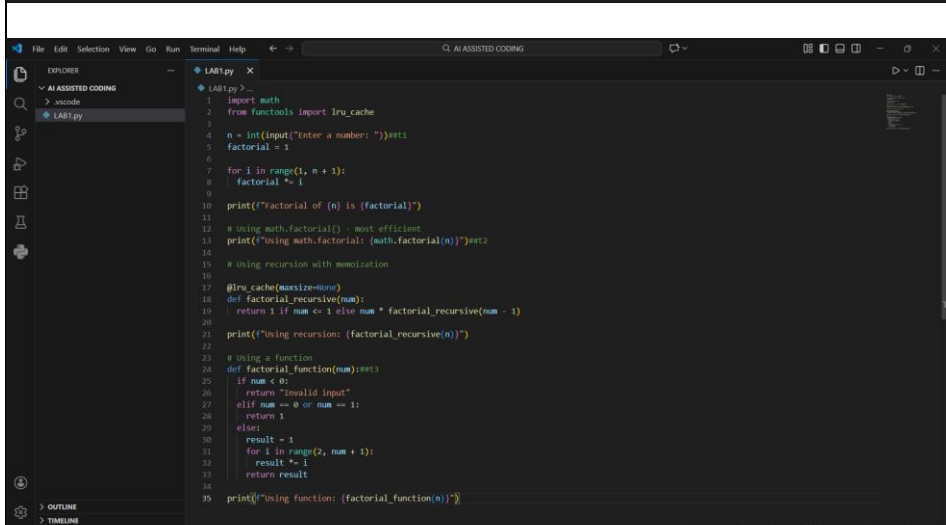 File Edit Selection View Go Run Terminal Help
AI ASSISTED CODING
EXPLORER
AI ASSISTED CODING
.vscode
LAB1.py
OUTLINE
TIMELINE
LAB1.py
LAB1.py > ...
1 import math
2 from functools import lru_cache
3
4 n = int(input("Enter a number: "))##t1
5 factorial = 1
6
7 for i in range(1, n + 1):
8   factorial *= i
9
10 print(f"Factorial of {n} is {factorial}")
11
12 # Using math.factorial() - most efficient
13 print(f"Using math.factorial: {math.factorial(n)}")##t2
14
15 # Using recursion with memoization
16
17 @lru_cache(maxsize=None)
18 def factorial_recursive(num):
19   return 1 if num <= 1 else num * factorial_recursive(num - 1)
20
21 print(f"Using recursion: {factorial_recursive(n)}")
22
23 # Using a function
24 def factorial_function(num):##t3
25   if num < 0:
26     return "Invalid input"
27   elif num == 0 or num == 1:
28     return 1
29   else:
30     result = 1
31     for i in range(2, num + 1):
32       result *= i
33     return result
34
35 print(f"Using function: {factorial_function(n)}")